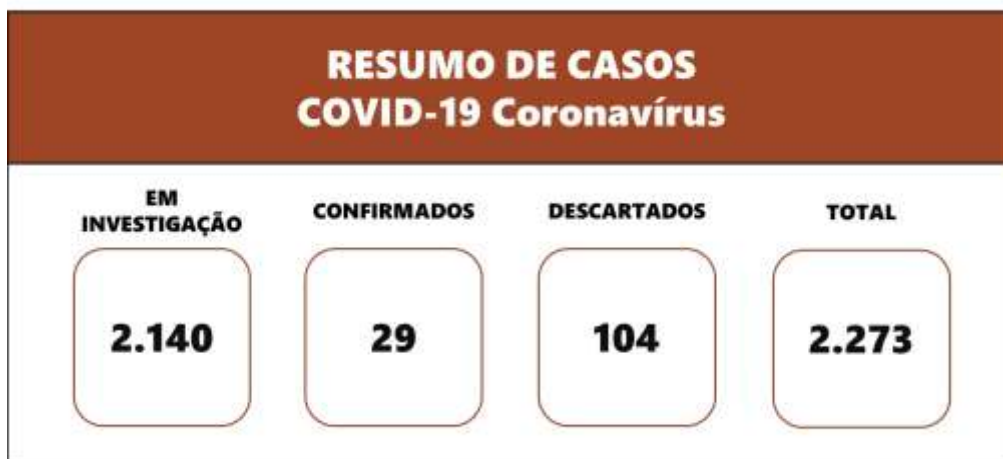 RESUMO DE CASOS
COVID-19 Coronavírus
EM
INVESTIGAÇÃO
CONFIRMADOS
DESCARTADOS
TOTAL
2.140
29
104
2.273